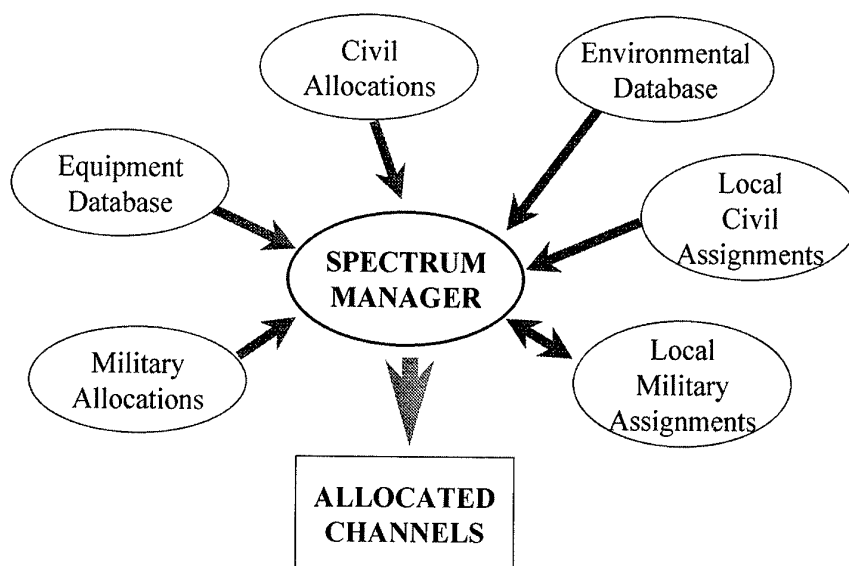 Civil
Allocations
Environmental
Database
Equipment
Database
Local
Civil
Assignments
SPECTRUM
MANAGER
Military
Allocations
Local
Military
Assignments
ALLOCATED
CHANNELS